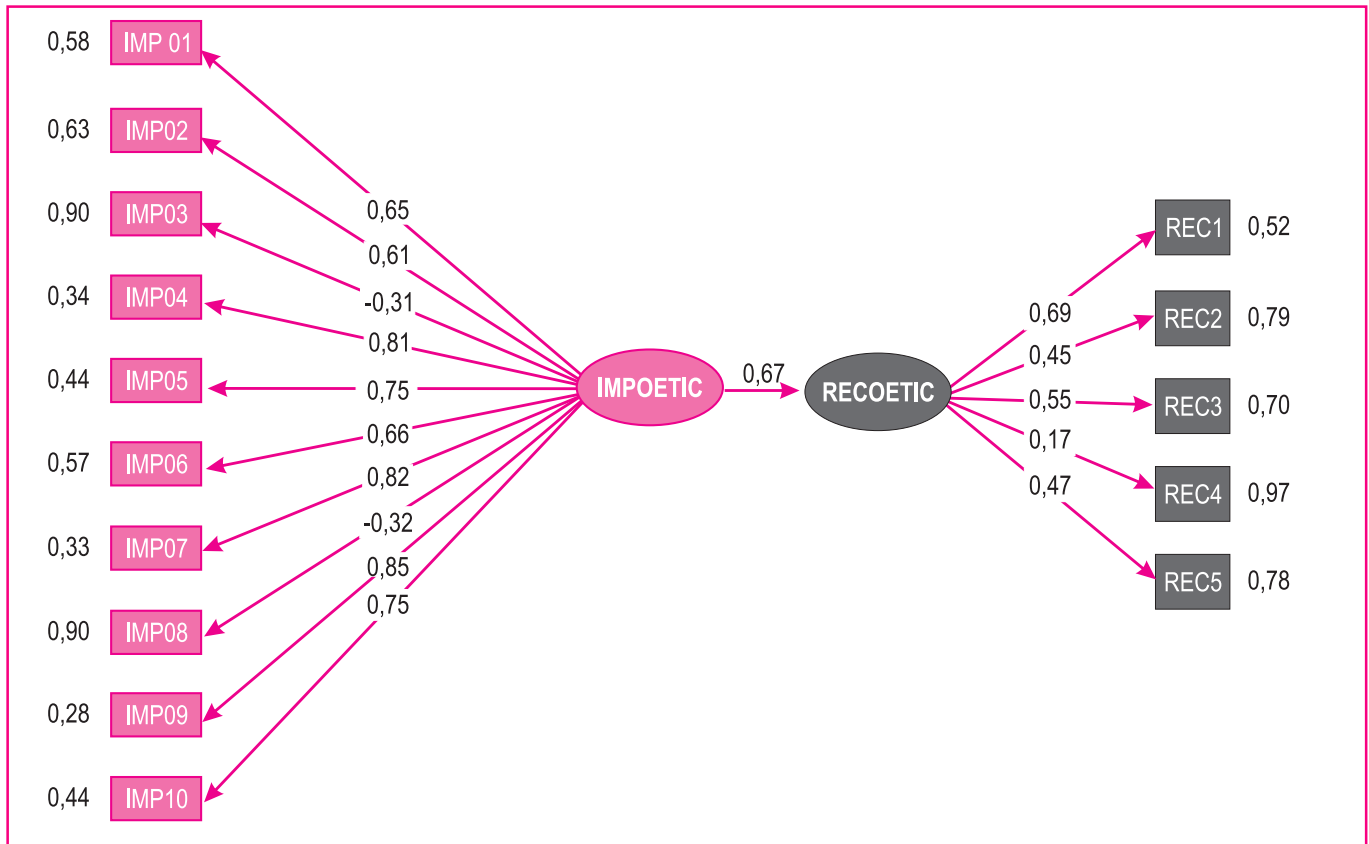 0,58 IMP 01
0,63 IMP02
0,90 IMP03
0,34 IMP04
0,44 IMP05
0,57 IMP06
0,33 IMP07
0,90 IMP08
0,28 IMP09
0,44 IMP10
0,65
0,61
-0,31
0,81
0,75
0,66
0,82
-0,32
0,85
0,75
IMPOETIC
0,67
RECOETIC
0,69
0,45
0,55
0,17
0,47
REC1 0,52
REC2 0,79
REC3 0,70
REC4 0,97
REC5 0,78